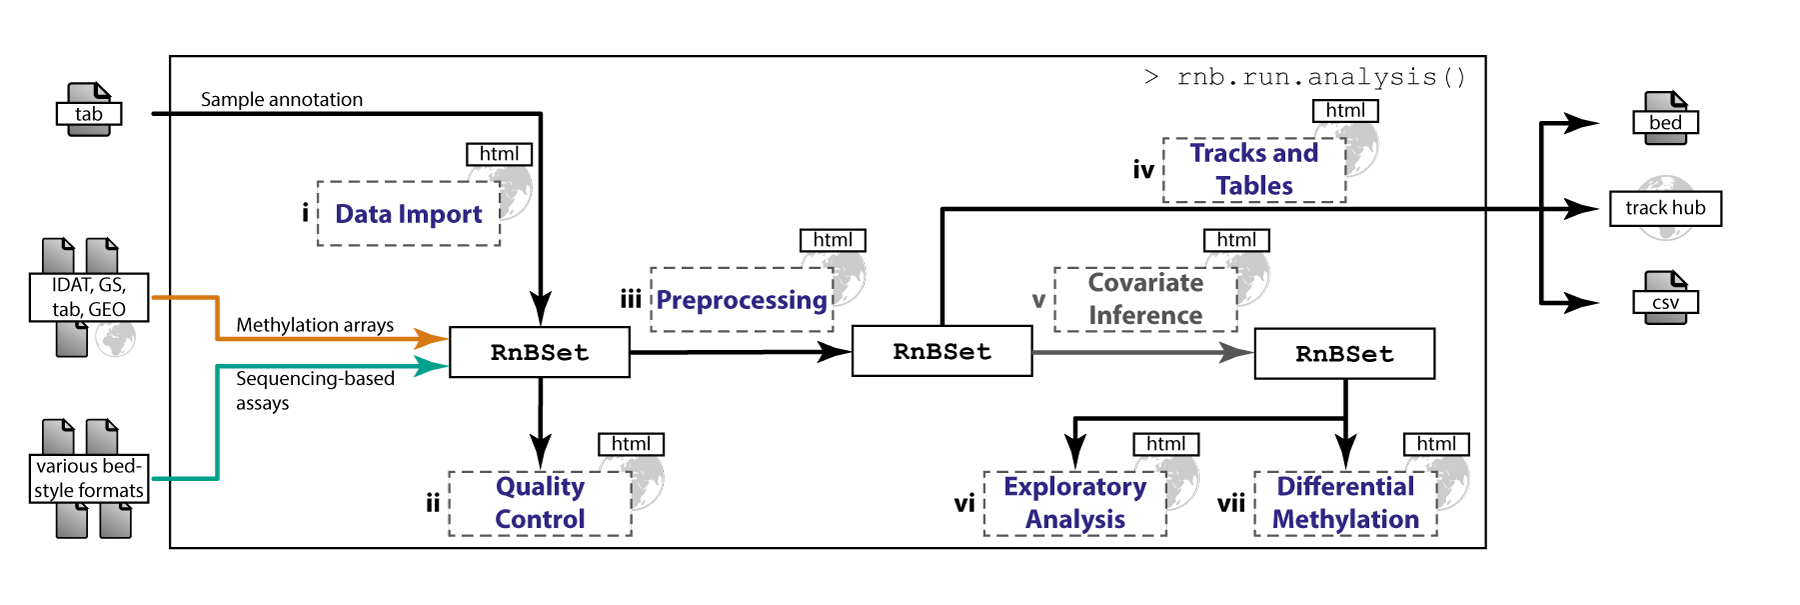 > rnb.run.analysis()
tab
Sample annotation
html
i
Data Import
IDAT, GS,
tab, GEO
Methylation arrays
Sequencing-based
assays
various bed-
style formats
RnBSet
html
ii
Quality
Control
html
iii
Preprocessing
RnBSet
html
iv
Tracks and
Tables
html
v
Covariate
Inference
RnBSet
html
vi
Exploratory
Analysis
html
vii
Differential
Methylation
bed
track hub
csv